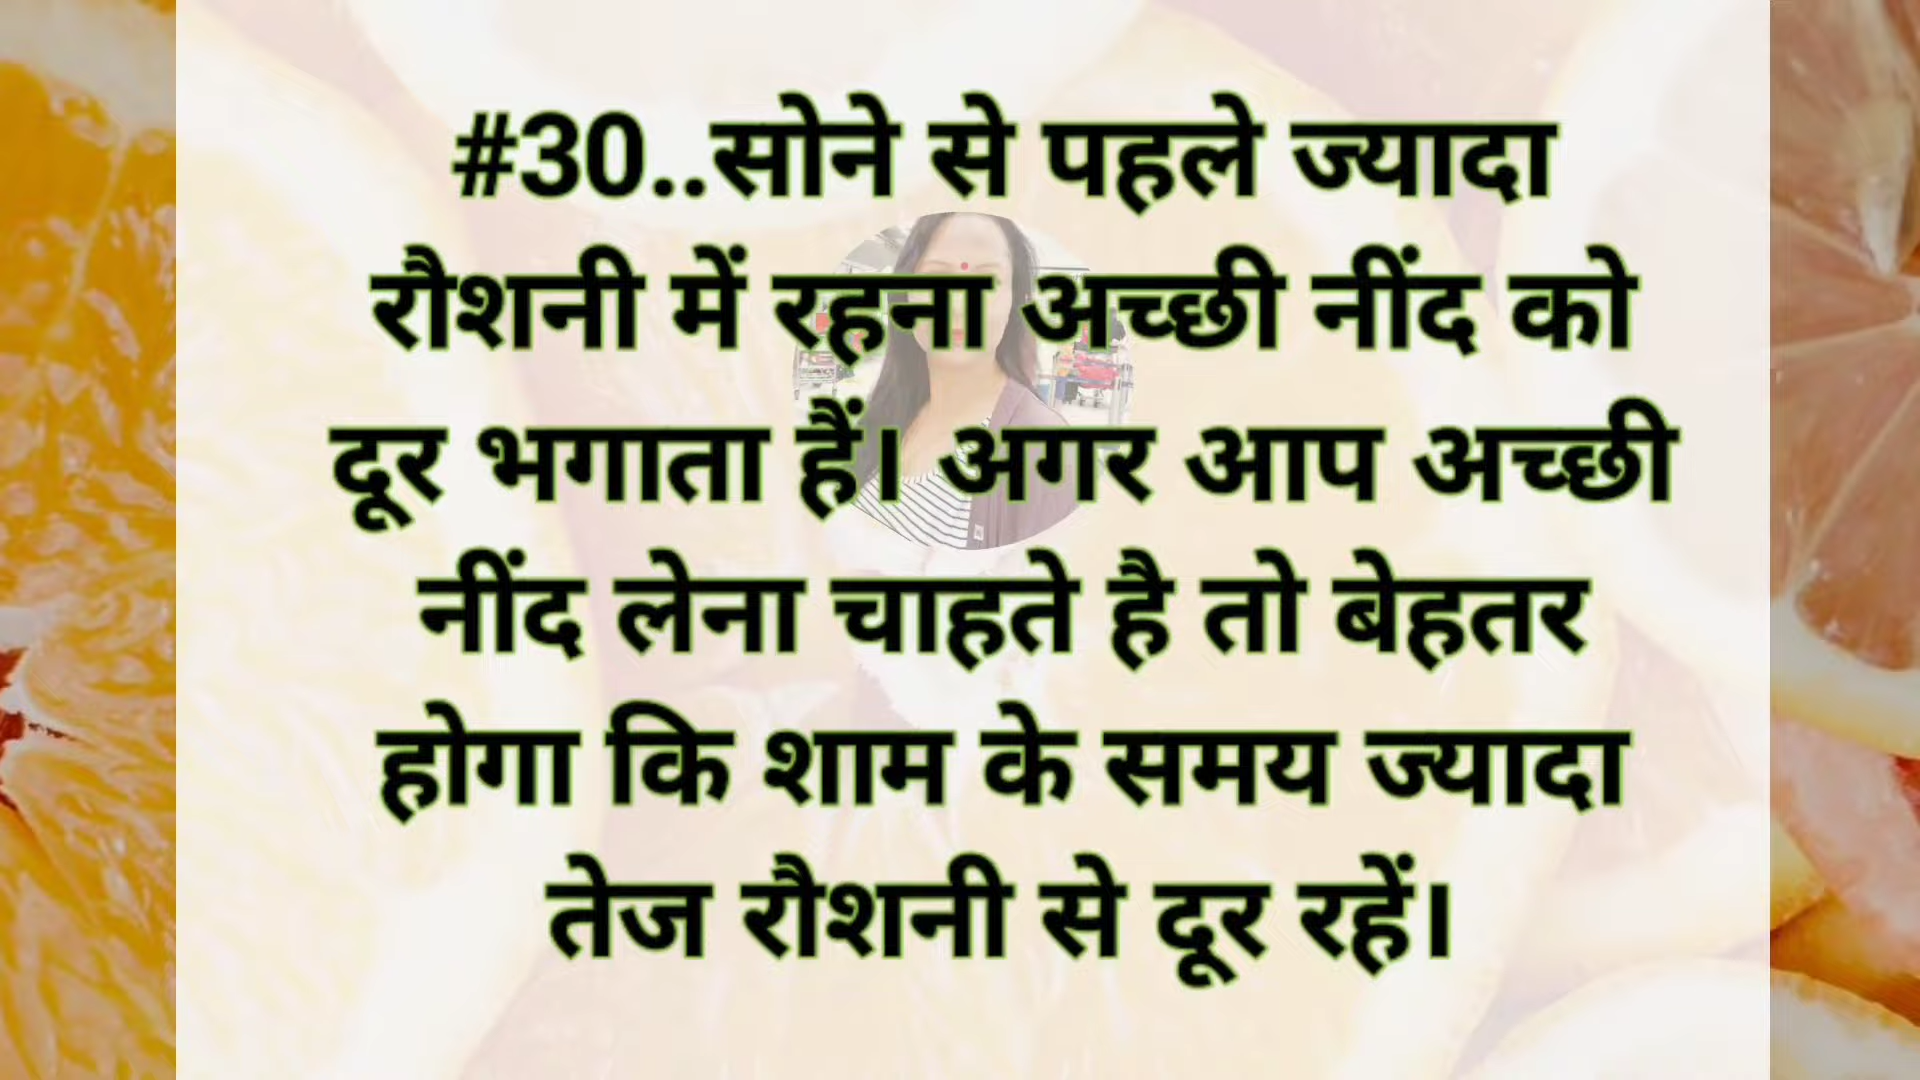 #30..सोने से पहले ज्यादा
रौशनी में रहना अच्छी नींद को
दूर भगाता हैं। अगर आप अच्छी
नींद लेना चाहते है तो बेहतर
होगा कि शाम के समय ज्यादा
तेज रौशनी से दूर रहें।